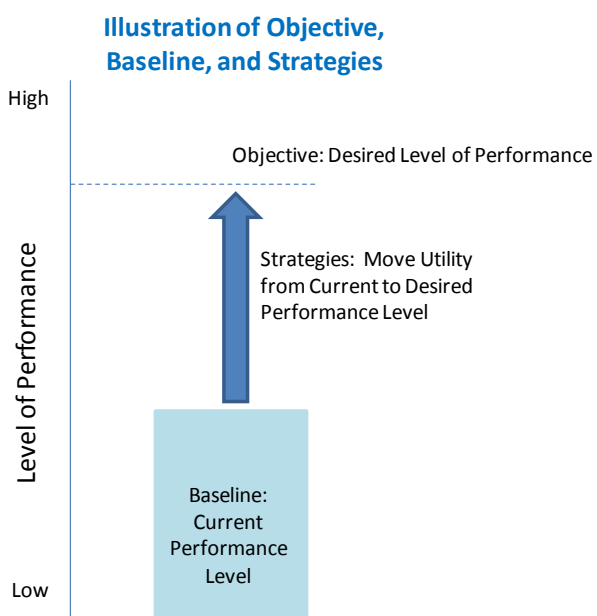 Illustration of Objective,
Baseline, and Strategies
High
Objective: Desired Level of Performance
Strategies: Move Utility
from Current to Desired
Performance Level
Level of Performance
Baseline:
Current
Performance
Level
Low